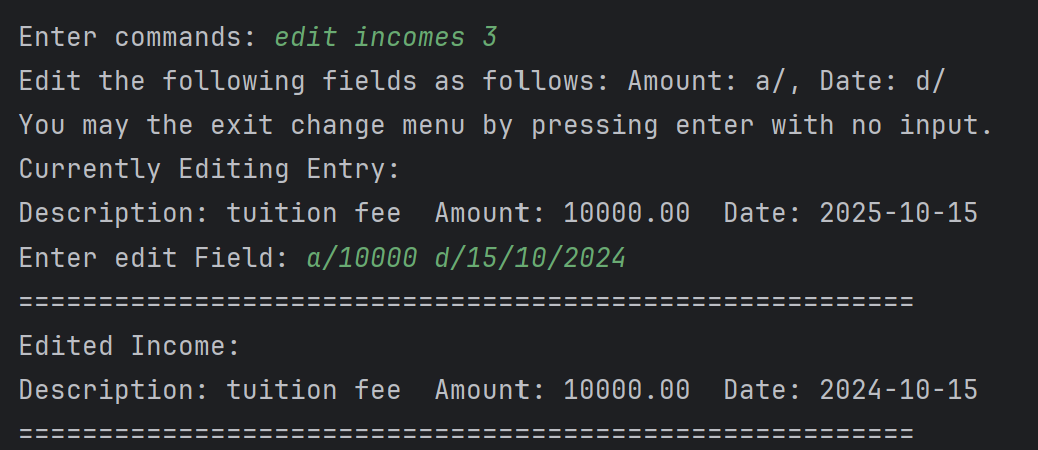 Enter commands: edit incomes 3
Edit the following fields as follows: Amount: a/, Date: d/
You may the exit change menu by pressing enter with no input.
Currently Editing Entry:
Description: tuition fee  Amount: 10000.00  Date: 2025-10-15
Enter edit Field: a/10000 d/15/10/2024
========================================================
Edited Income:
Description: tuition fee  Amount: 10000.00  Date: 2024-10-15
========================================================